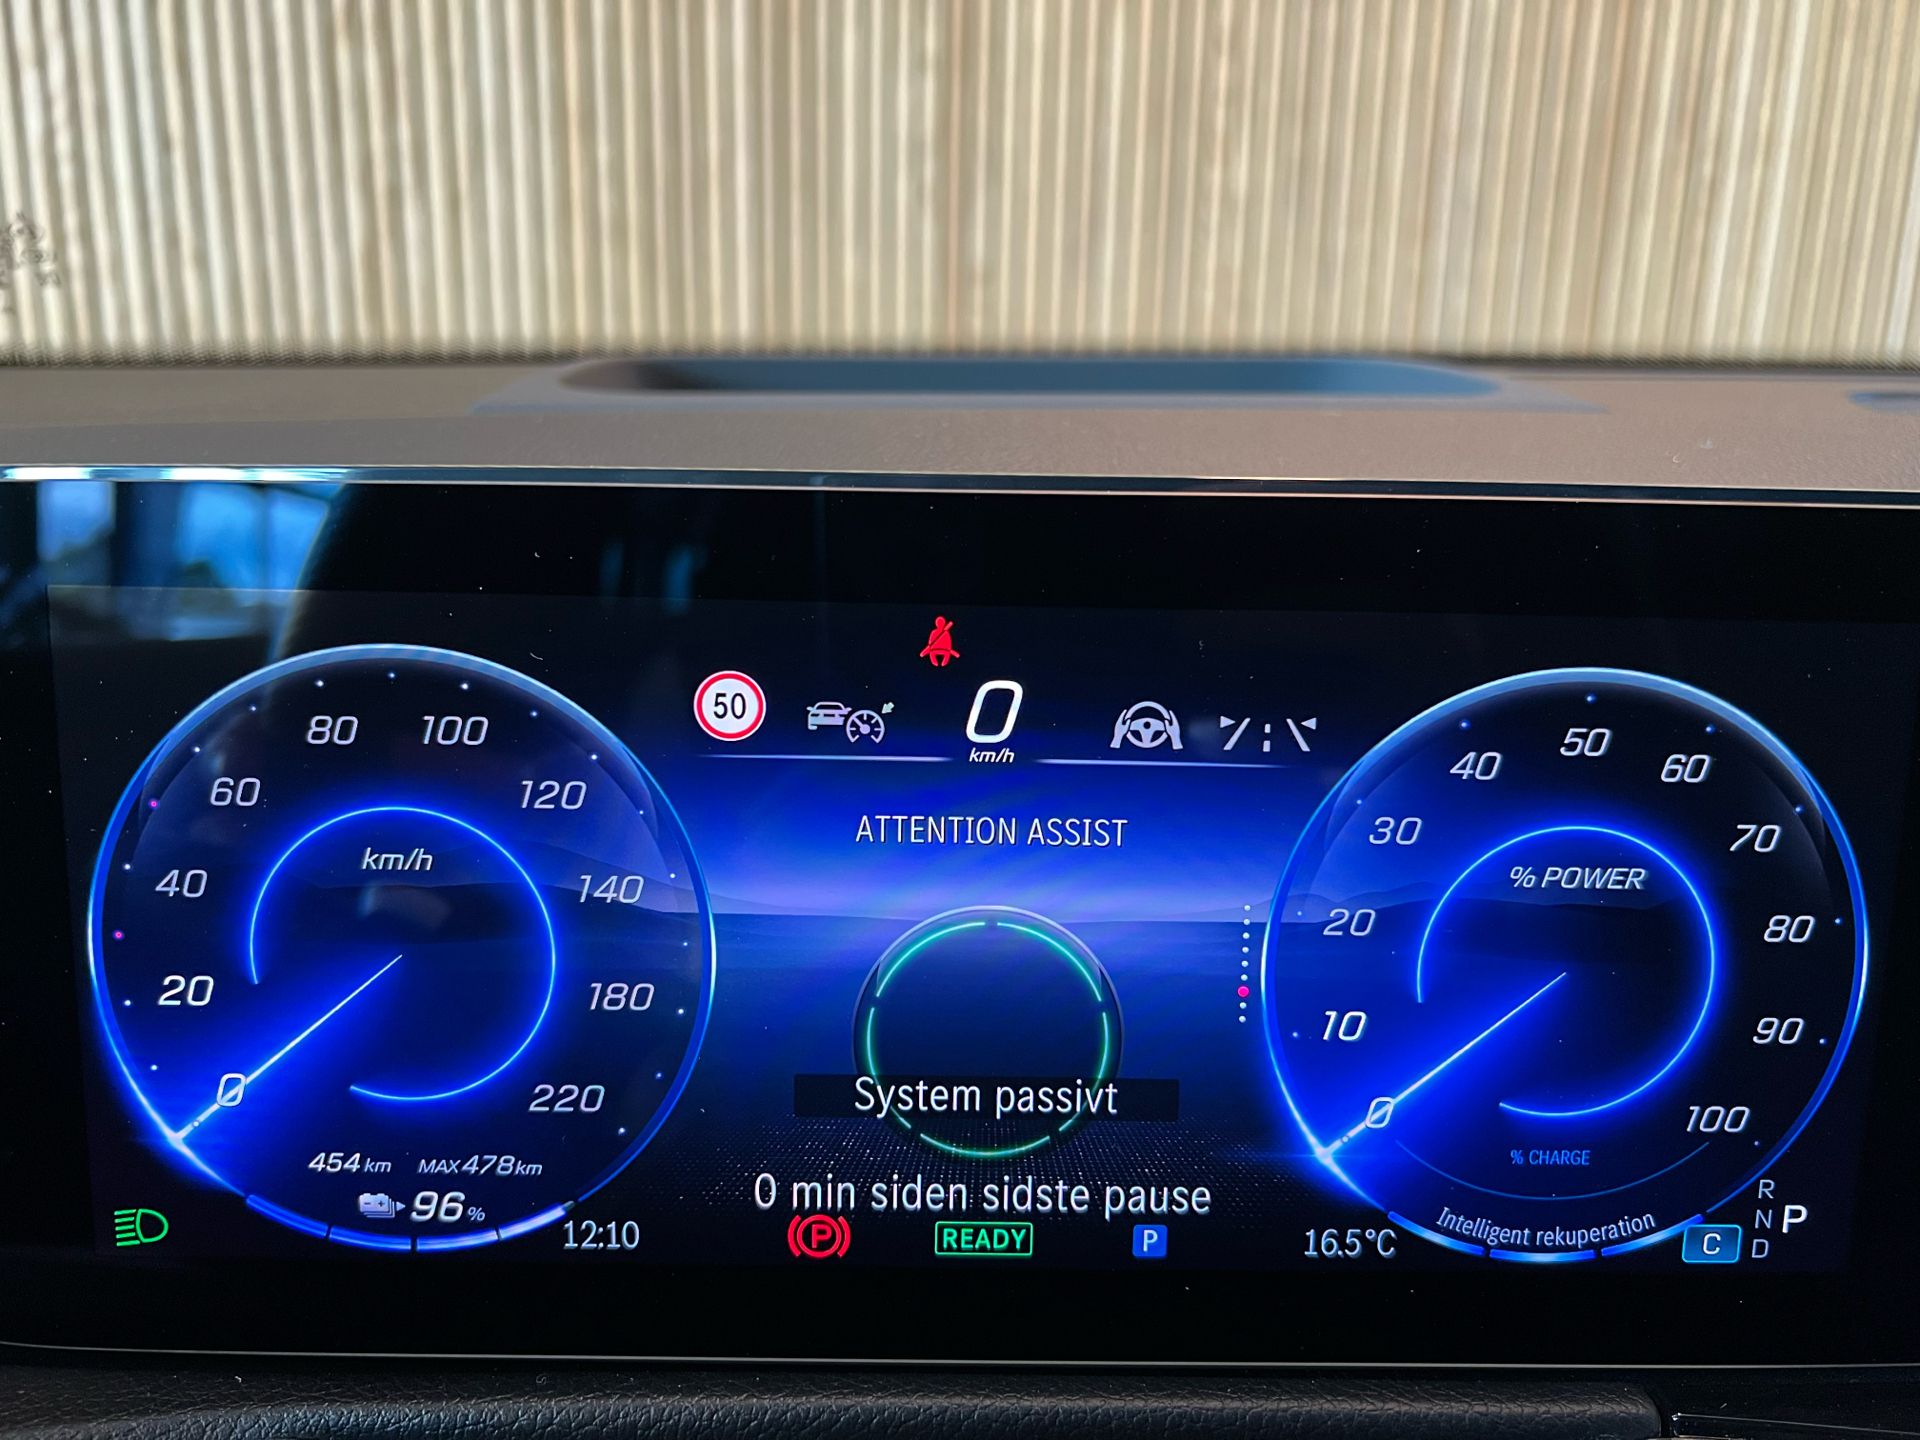 50
0
km/h
ATTENTION ASSIST
System passivt
0 min siden sidste pause
km/h
0
20
40
60
80
100
120
140
180
220
454 km MAX 478 km
96 %
12:10
P
READY
P
16.5°C
% POWER
0
10
20
30
40
50
60
70
80
90
100
% CHARGE
Intelligent rekuperation
C
R
N
D
P